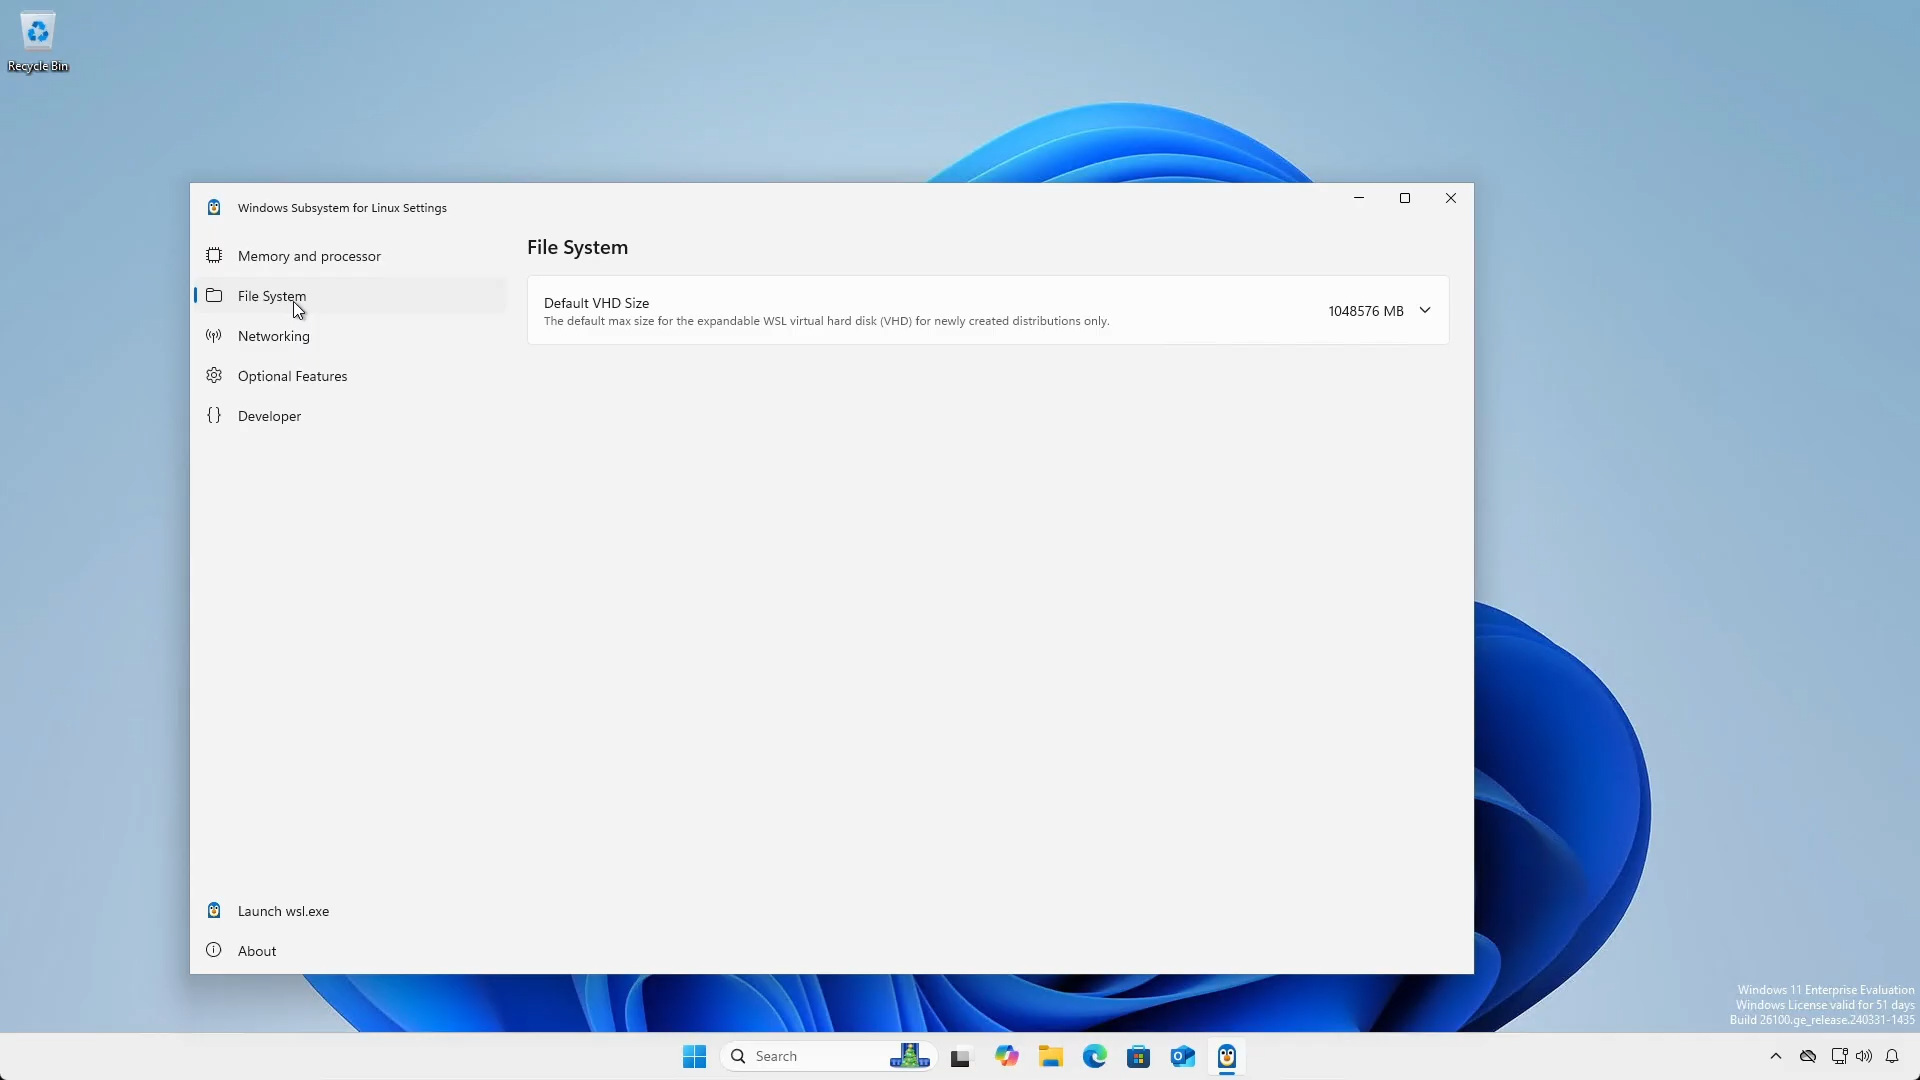 Recycle Bin
Windows Subsystem for Linux Settings
Memory and processor
File System
Networking
Optional Features
Developer
File System
Default VHD Size
The default max size for the expandable WSL virtual hard disk (VHD) for newly created distributions only.
1048576 MB
Launch wsl.exe
About
Windows 11 Enterprise Evaluation
Windows License valid for 51 days
Build 26100.ge_release.240331-1435
Search